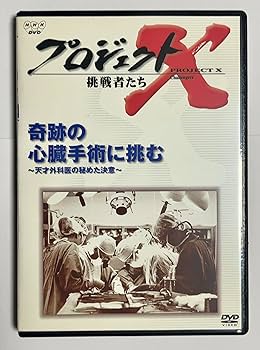 NHK
DVD
プロジェクトX
PROJECT X
Challengers
挑戦者たち
奇跡の
心臓手術に挑む
～天才外科医の秘めた決意～
DVD
VIDEO